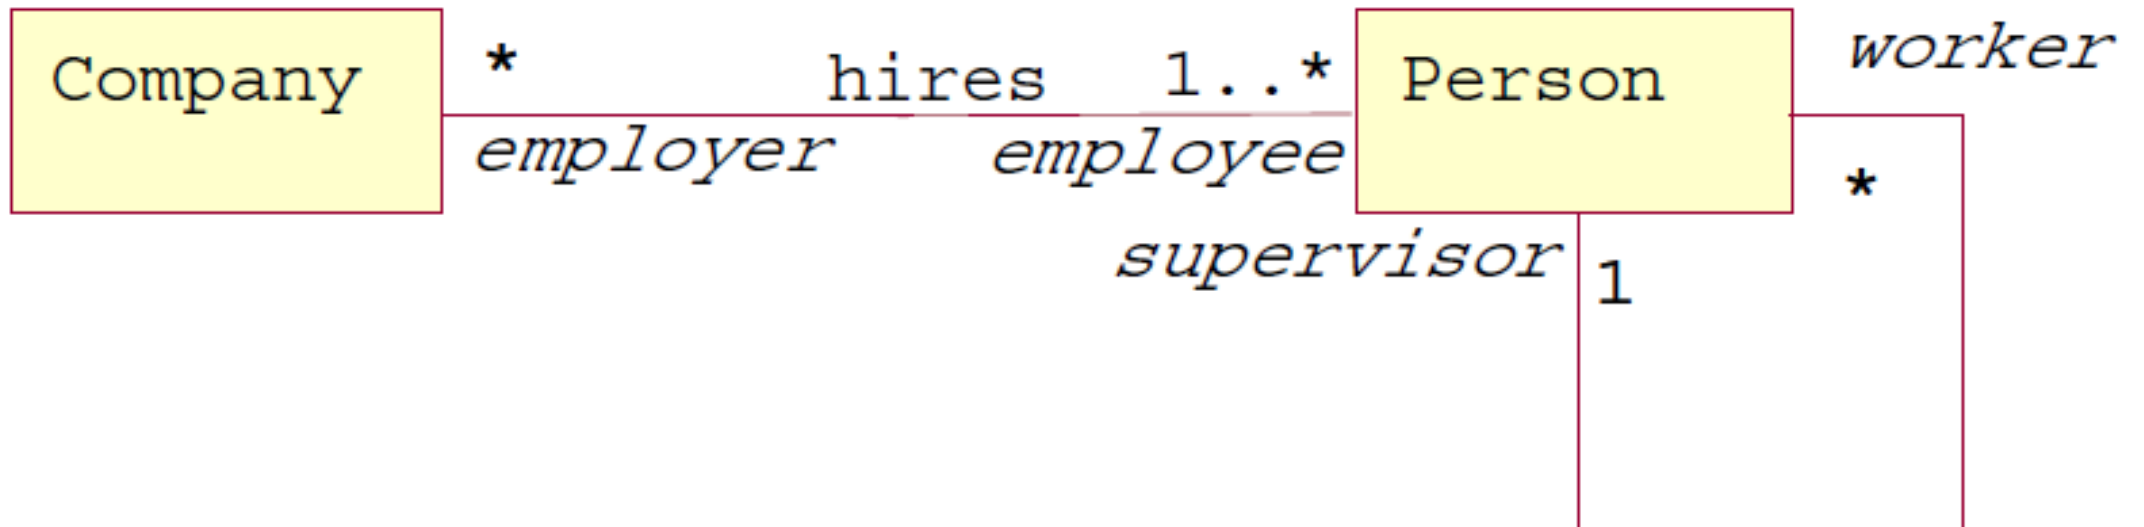 Company
*
hires
1..*
Person
worker
employer
employee
*
supervisor
1